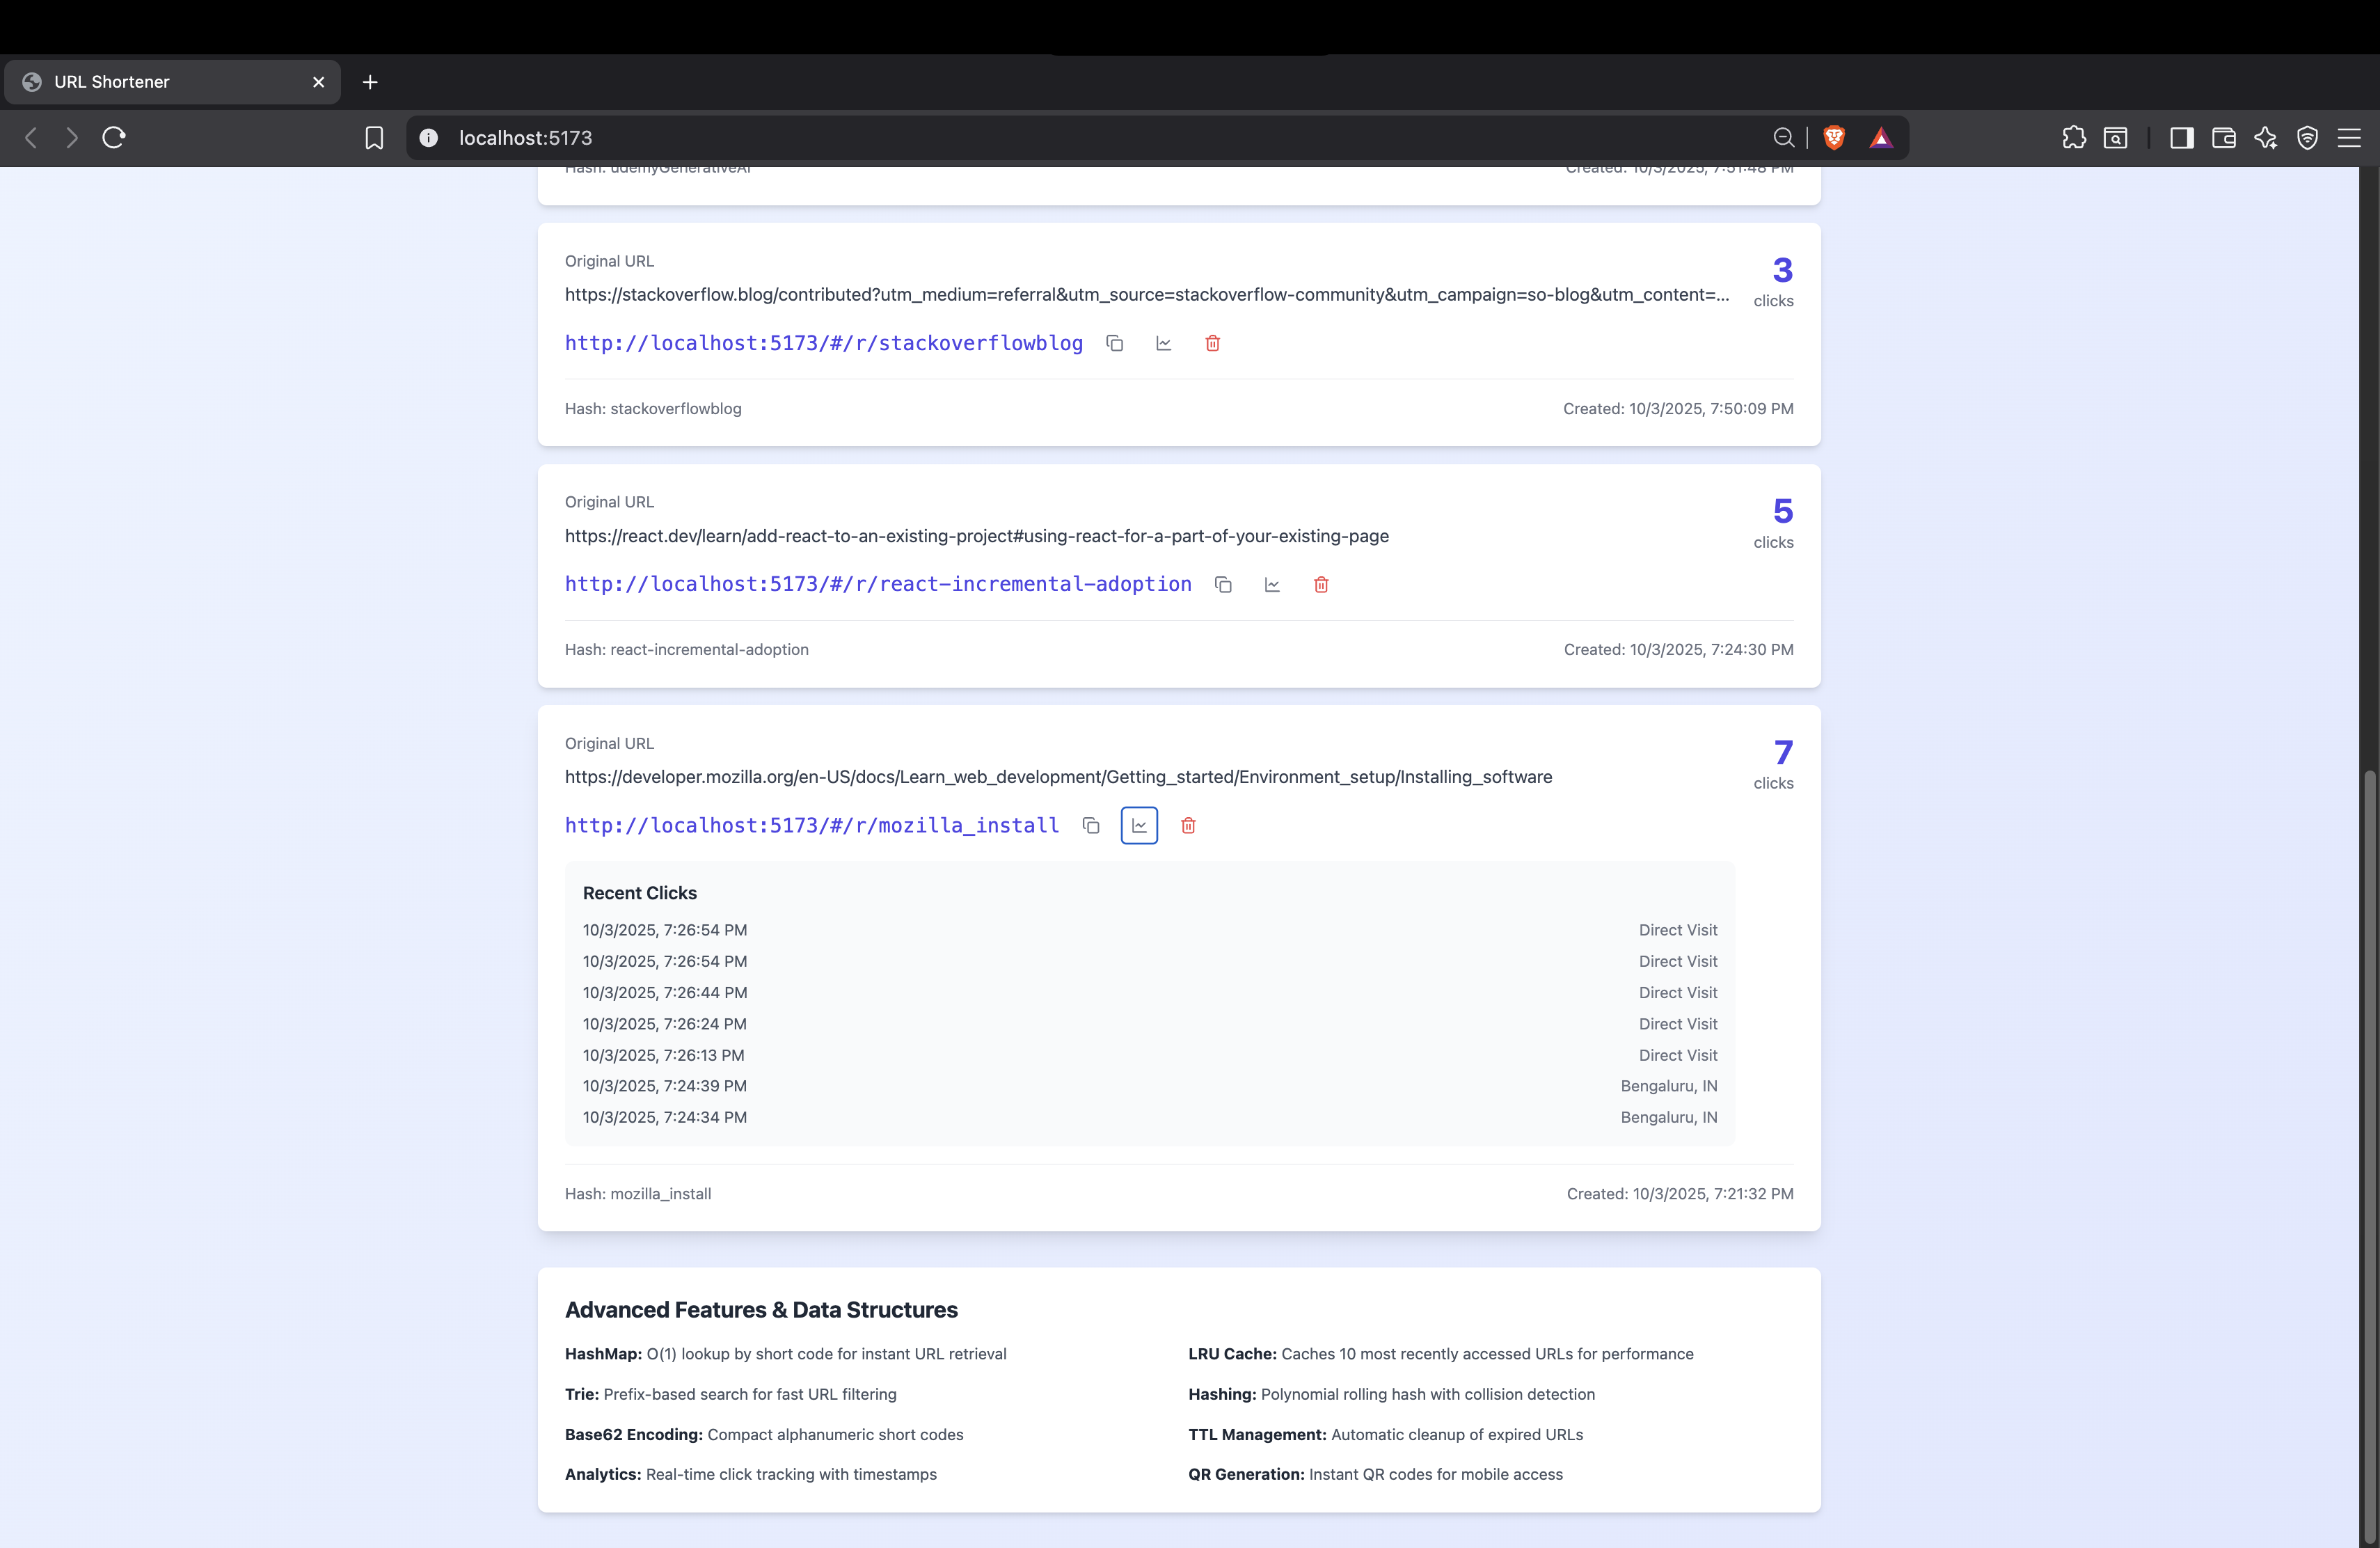 URL Shortener
localhost:5173
Hash: udemyGenerativeAI
Created: 10/3/2025, 7:51:48 PM
Original URL
3
https://stackoverflow.blog/contributed?utm_medium=referral&utm_source=stackoverflow-community&utm_campaign=so-blog&utm_content=...
clicks
http://localhost:5173/#/r/stackoverflowblog
Hash: stackoverflowblog
Created: 10/3/2025, 7:50:09 PM
Original URL
5
https://react.dev/learn/add-react-to-an-existing-project#using-react-for-a-part-of-your-existing-page
clicks
http://localhost:5173/#/r/react-incremental-adoption
Hash: react-incremental-adoption
Created: 10/3/2025, 7:24:30 PM
Original URL
7
https://developer.mozilla.org/en-US/docs/Learn_web_development/Getting_started/Environment_setup/Installing_software
clicks
http://localhost:5173/#/r/mozilla_install
Recent Clicks
10/3/2025, 7:26:54 PM Direct Visit
10/3/2025, 7:26:54 PM Direct Visit
10/3/2025, 7:26:44 PM Direct Visit
10/3/2025, 7:26:24 PM Direct Visit
10/3/2025, 7:26:13 PM Direct Visit
10/3/2025, 7:24:39 PM Bengaluru, IN
10/3/2025, 7:24:34 PM Bengaluru, IN
Hash: mozilla_install
Created: 10/3/2025, 7:21:32 PM
Advanced Features & Data Structures
HashMap: O(1) lookup by short code for instant URL retrieval
LRU Cache: Caches 10 most recently accessed URLs for performance
Trie: Prefix-based search for fast URL filtering
Hashing: Polynomial rolling hash with collision detection
Base62 Encoding: Compact alphanumeric short codes
TTL Management: Automatic cleanup of expired URLs
Analytics: Real-time click tracking with timestamps
QR Generation: Instant QR codes for mobile access